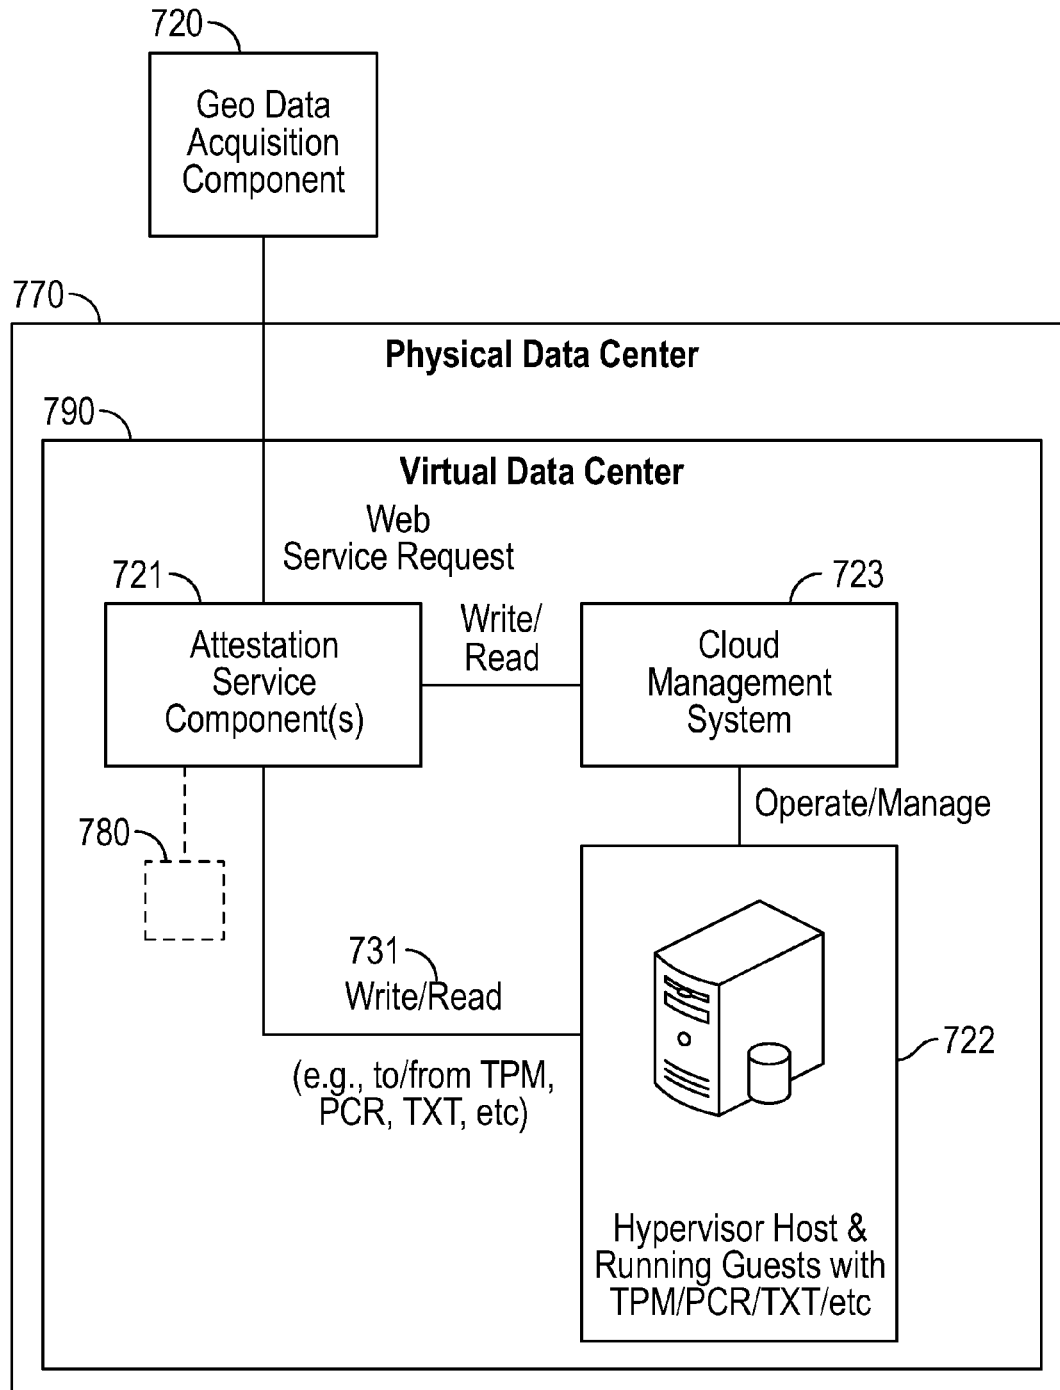 720
Geo Data
Acquisition
Component
770
Physical Data Center
790
Virtual Data Center
Web
Service Request
721
723
Attestation
Service
Component(s)
Write/
Read
Cloud
Management
System
Operate/Manage
780
731
Write/Read
722
(e.g., to/from TPM,
PCR, TXT, etc)
Hypervisor Host &
Running Guests with
TPM/PCR/TXT/etc